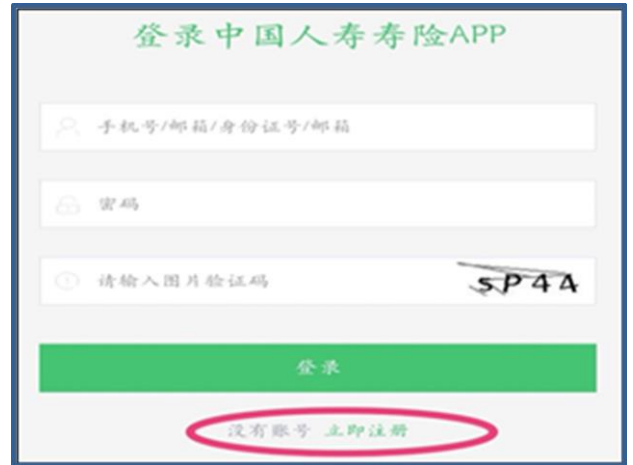 登录中国人寿寿险APP
手机号/邮箱/身份证号/邮箱
密码
请输入图片验证码 SP4A
登录
没有账号 立即注册